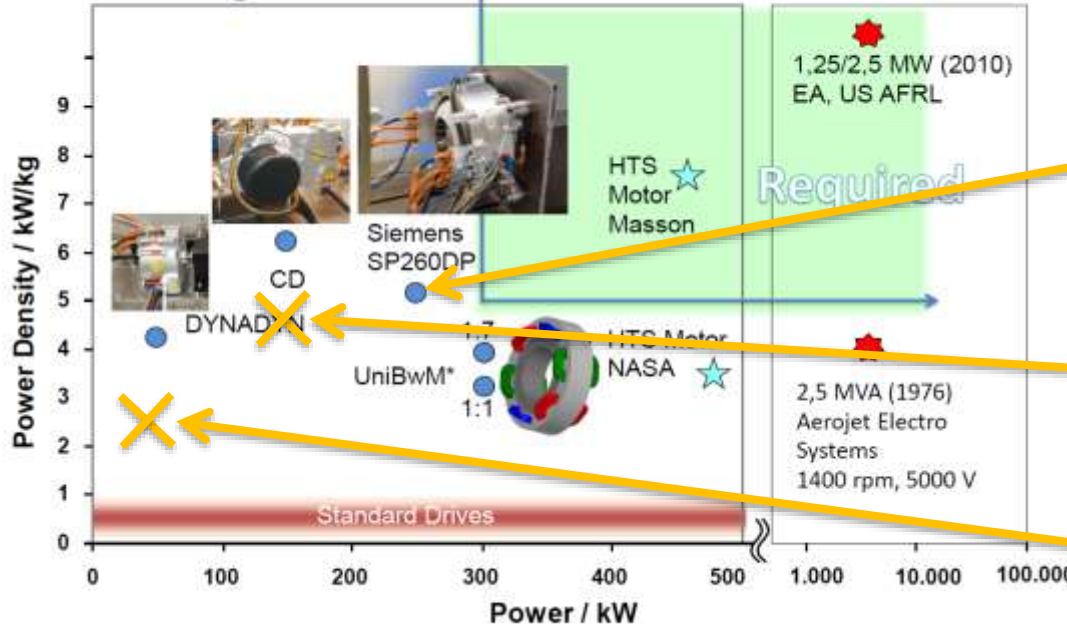 1,25/2,5 MW (2010)
EA, US AFRL
9
8
7
6
5
4
3
2
1
0
Power Density / kW/kg
HTS
Motor
Masson
Required
Siemens
SP260DP
CD
DYNADYN
1:7
UniBwM*
1:1
HTS Motor
NASA
2,5 MVA (1976)
Aerojet Electro
Systems
1400 rpm, 5000 V
Standard Drives
0 100 200 300 400 500 1.000 10.000 100.000
Power / kW